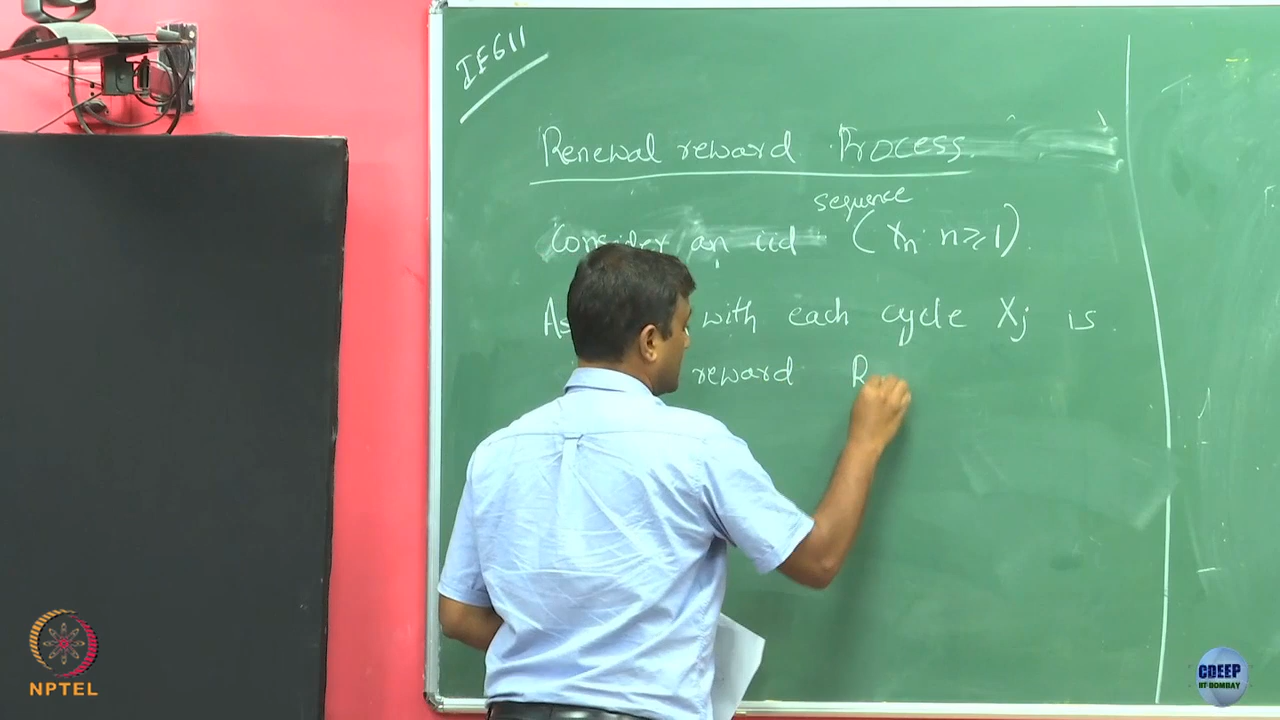 IE611
Renewal reward Process.
sequence
Consider an iid (Xn. n≥1).
with each cycle Xj is.
reward R
NPTEL
CDEEP
IIT BOMBAY